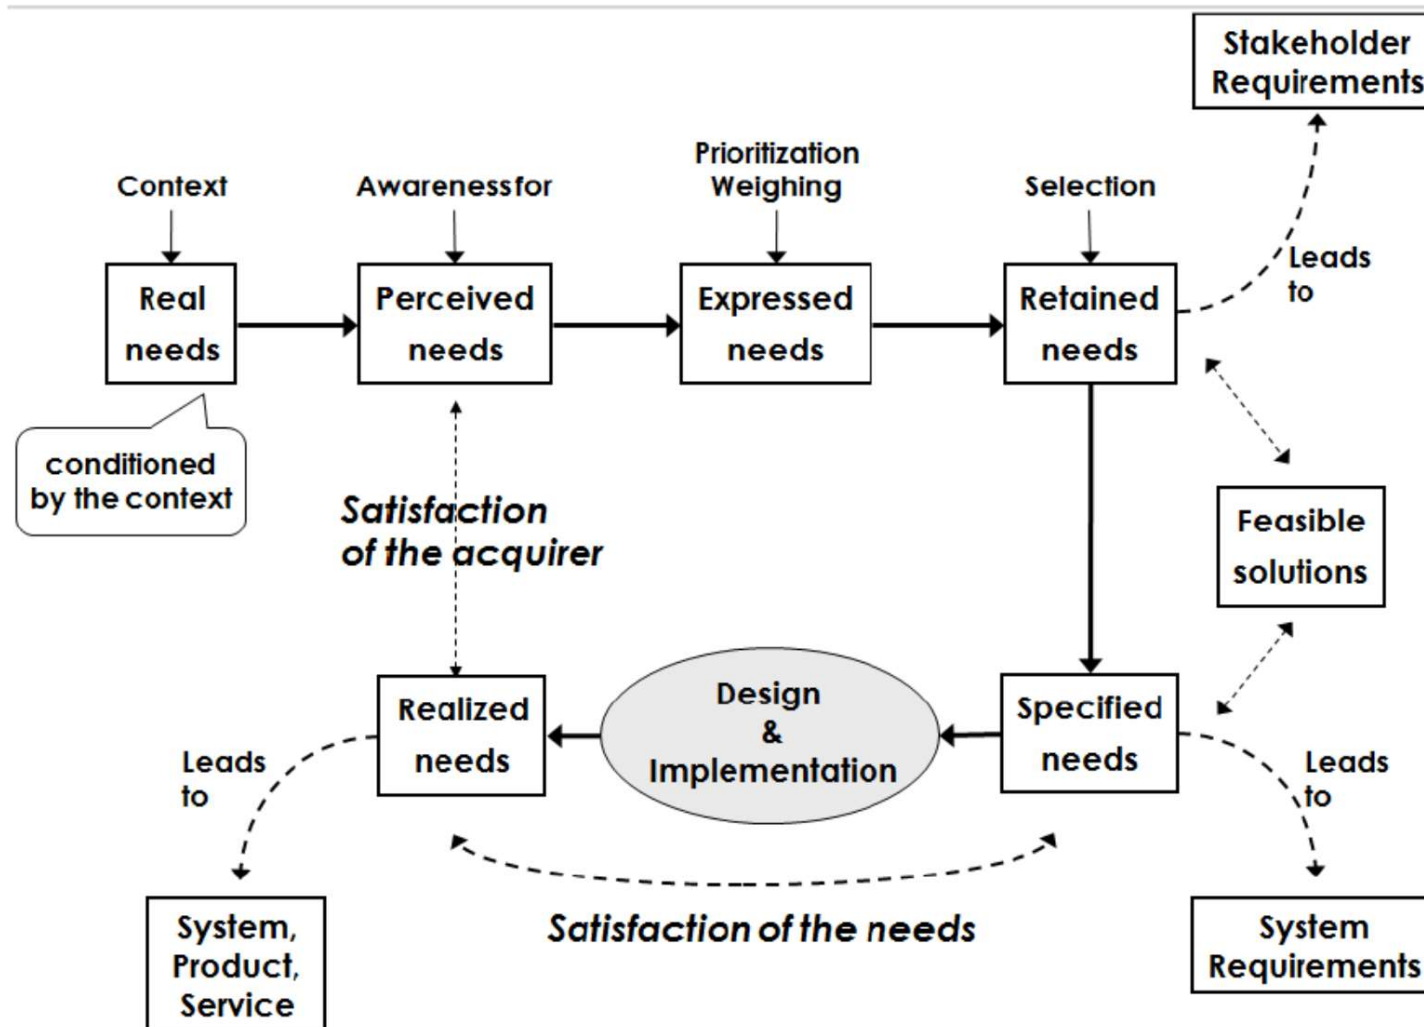 Stakeholder
Requirements
Prioritization
Weighing
Context
Awareness for
Selection
Leads
to
Real
needs
Perceived
needs
Expressed
needs
Retained
needs
conditioned
by the context
Satisfaction
of the acquirer
Feasible
solutions
Realized
needs
Design
&
Implementation
Specified
needs
Leads
to
Leads
to
Satisfaction of the needs
System,
Product,
Service
System
Requirements